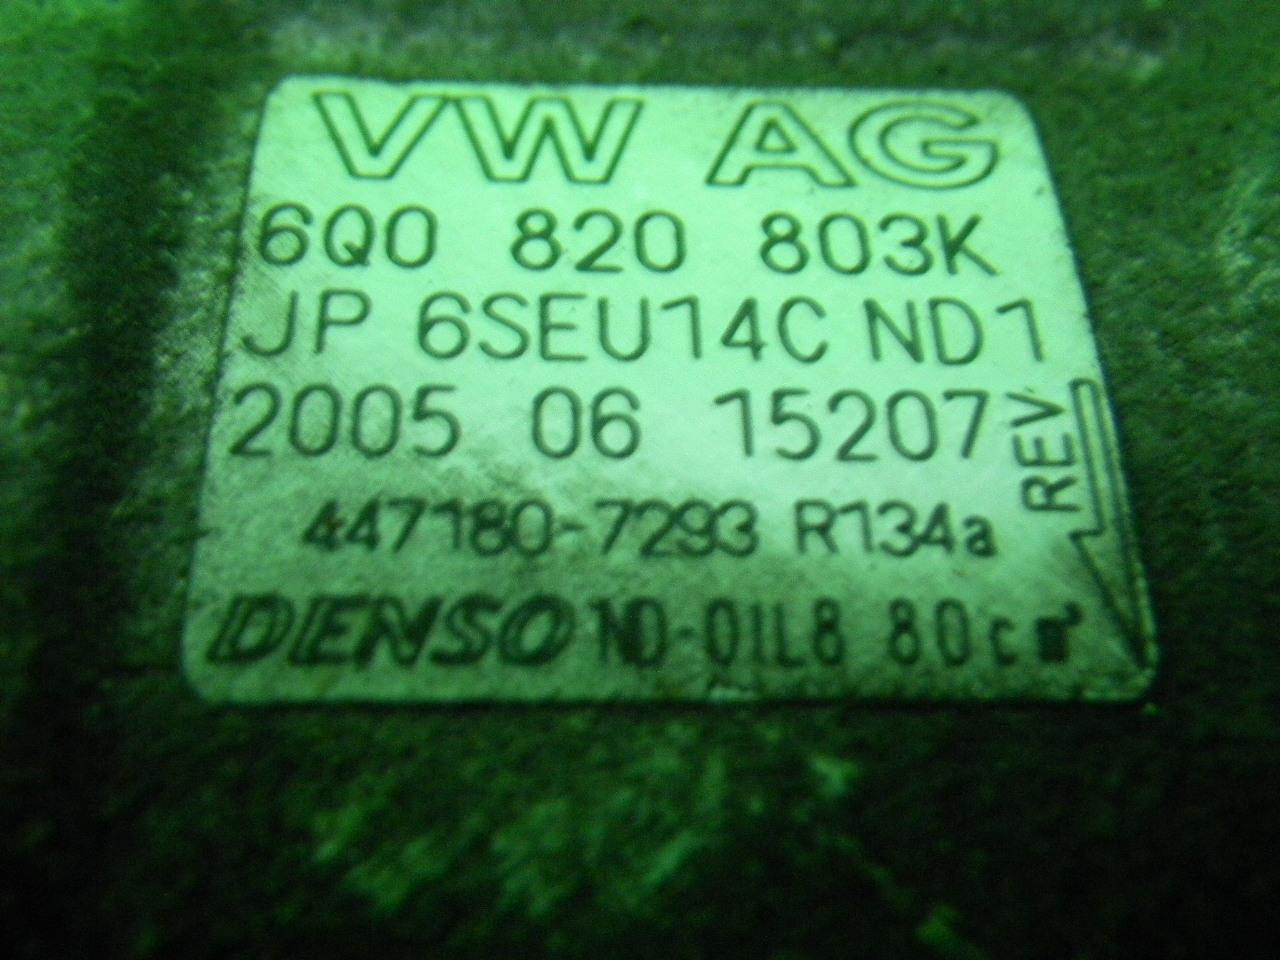 VW AG
6Q0 820 803K
JP 6SEU14C ND1
2005 06 15207
REV
447180-7293 R134a
DENSO ND-OIL8 80cm³